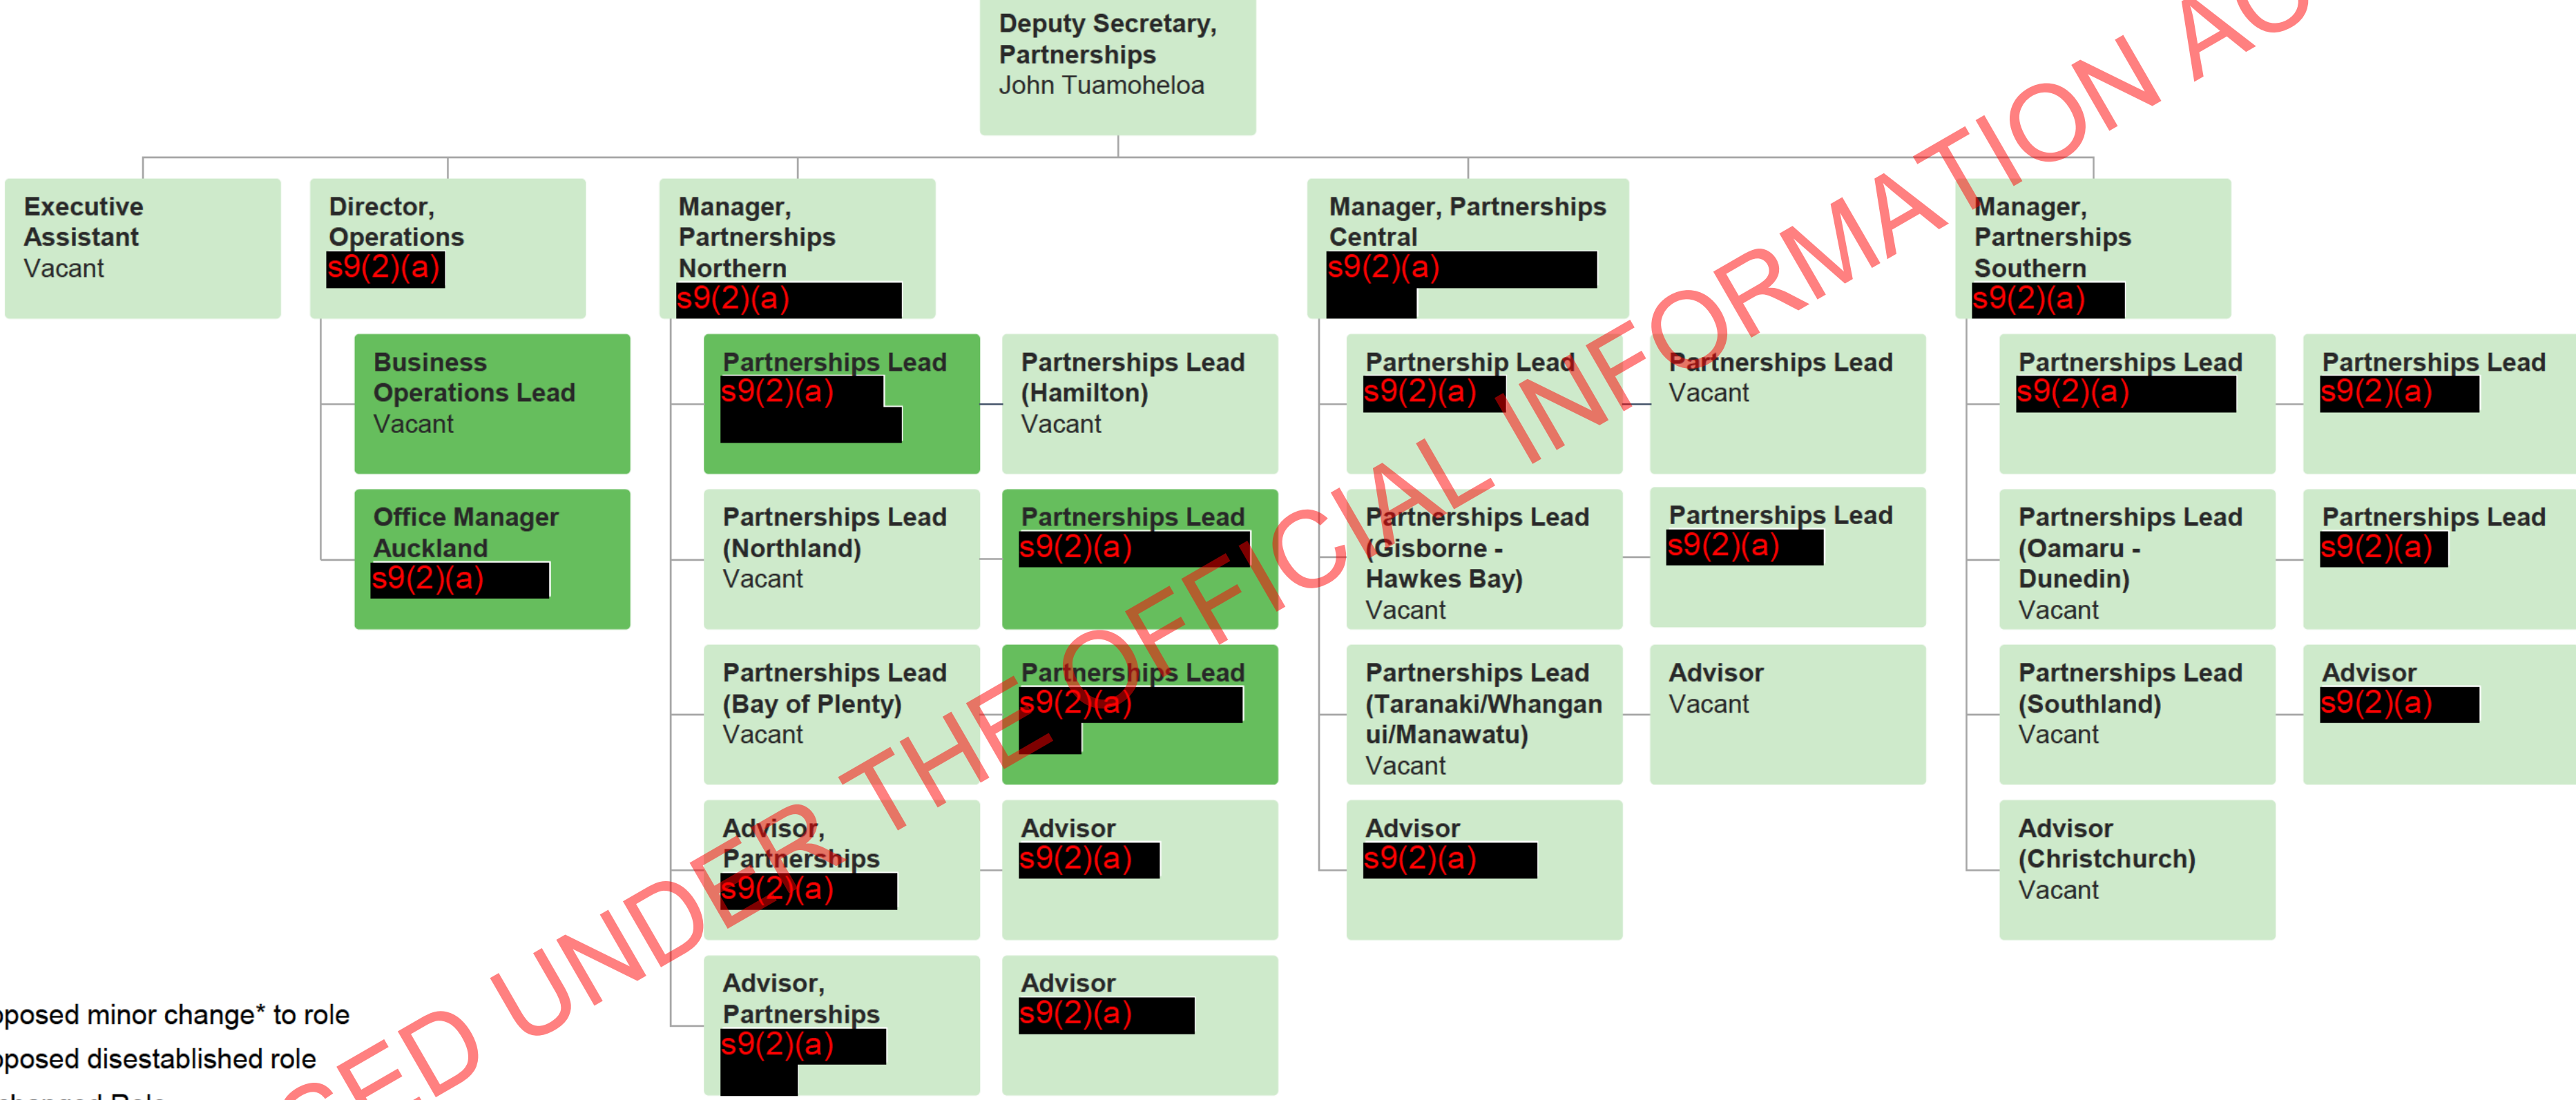 Deputy Secretary,
Partnerships
John Tuamoheloa
Executive
Assistant
Vacant
Director,
Operations
s9(2)(a)
Business
Operations Lead
Vacant
Office Manager
Auckland
s9(2)(a)
Manager,
Partnerships
Northern
s9(2)(a)
Partnerships Lead
s9(2)(a)
Partnerships Lead
(Hamilton)
Vacant
Partnerships Lead
(Northland)
Vacant
Partnerships Lead
s9(2)(a)
Partnerships Lead
(Bay of Plenty)
Vacant
Partnerships Lead
s9(2)(a)
Advisor,
Partnerships
s9(2)(a)
Advisor
s9(2)(a)
Advisor,
Partnerships
s9(2)(a)
Advisor
s9(2)(a)
Manager, Partnerships
Central
s9(2)(a)
Partnership Lead
s9(2)(a)
Partnerships Lead
Vacant
Partnerships Lead
(Gisborne -
Hawkes Bay)
Vacant
Partnerships Lead
s9(2)(a)
Partnerships Lead
(Taranaki/Whangan
ui/Manawatu)
Vacant
Advisor
Vacant
Advisor
s9(2)(a)
Manager,
Partnerships
Southern
s9(2)(a)
Partnerships Lead
s9(2)(a)
Partnerships Lead
s9(2)(a)
Partnerships Lead
(Oamaru -
Dunedin)
Vacant
Partnerships Lead
s9(2)(a)
Partnerships Lead
(Southland)
Vacant
Advisor
s9(2)(a)
Advisor
(Christchurch)
Vacant
minor change* to role
disestablished role
UNDER THE OFFICIAL INFORMATION